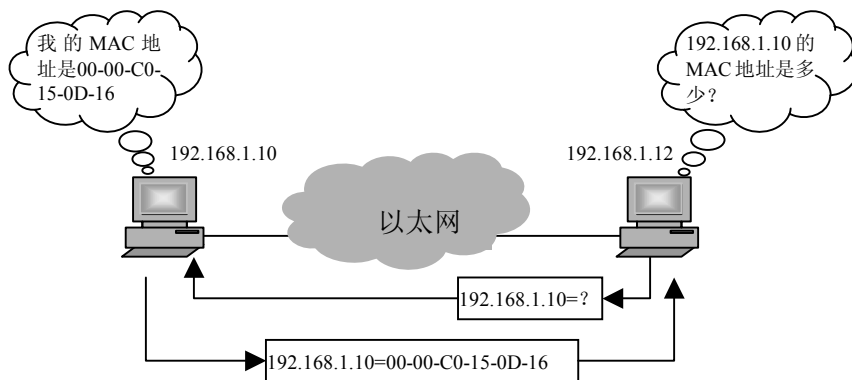 我 的 MAC 地
址是00-00-C0-
15-0D-16
192.168.1.10 的
MAC 地址是多
少？
192.168.1.10
192.168.1.12
以太网
192.168.1.10=？
192.168.1.10=00-00-C0-15-0D-16